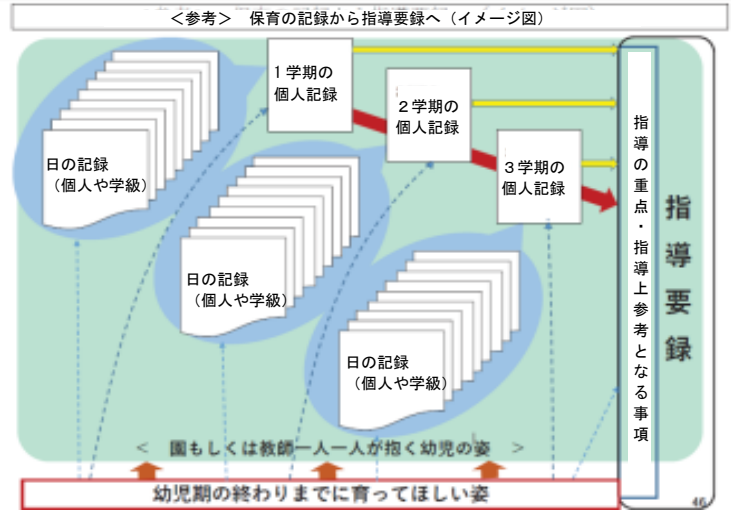 ＜参考＞　保育の記録から指導要録へ（イメージ図）
１学期の
個人記録
２学期の
個人記録
３学期の
個人記録
日の記録
（個人や学級）
日の記録
（個人や学級）
日の記録
（個人や学級）
指導の重点・指導上参考となる事項
指導要録
＜　園もしくは教師一人一人が抱く幼児の姿　＞
幼児期の終わりまでに育ってほしい姿
46